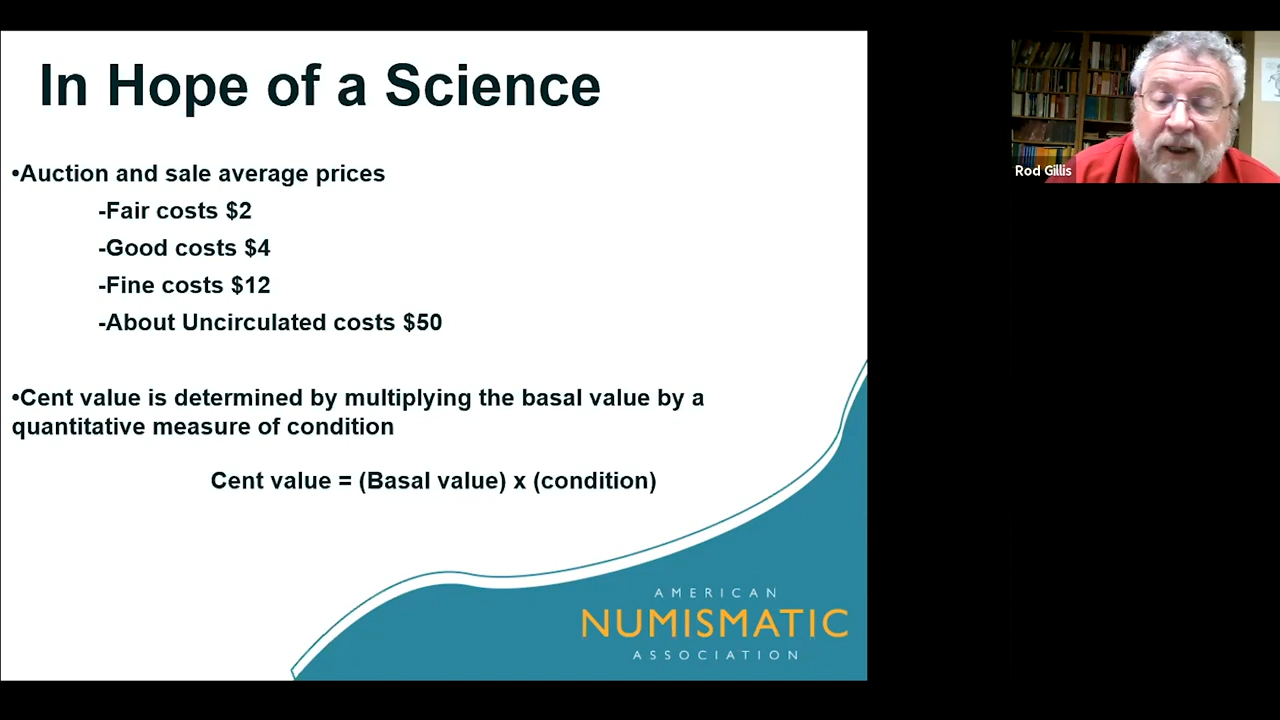 In Hope of a Science
•Auction and sale average prices
-Fair costs $2
-Good costs $4
-Fine costs $12
-About Uncirculated costs $50
•Cent value is determined by multiplying the basal value by a
quantitative measure of condition
Cent value = (Basal value) x (condition)
AMERICAN
NUMISMATIC
ASSOCIATION
Rod Gillis